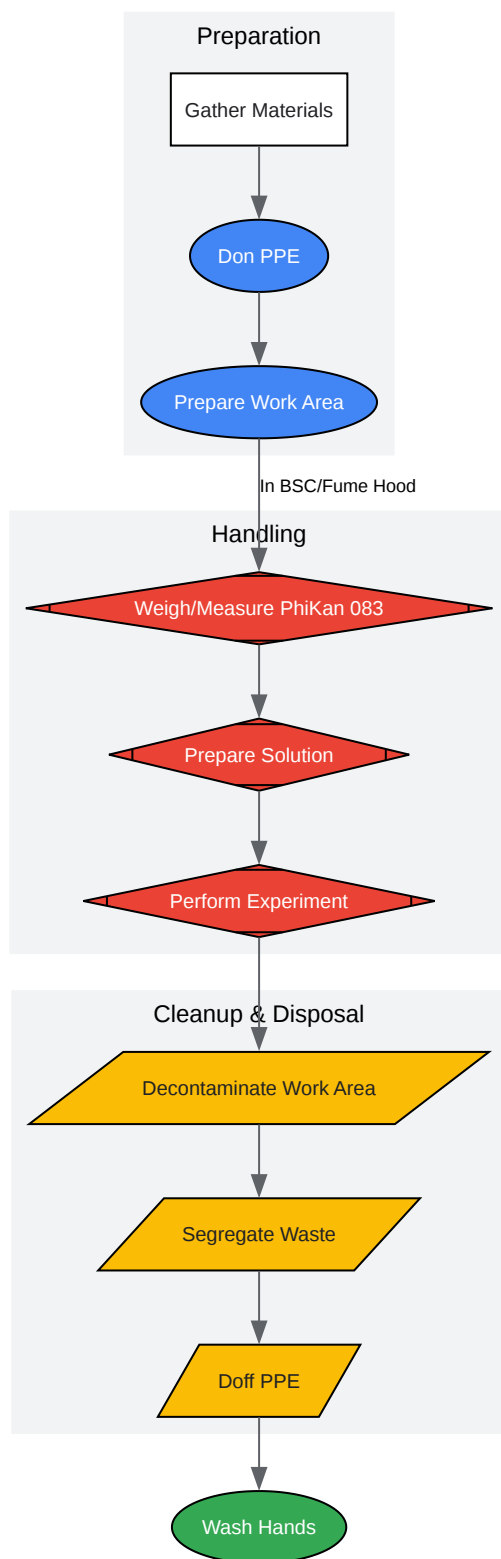 Preparation
Gather Materials
Don PPE
Prepare Work Area
In BSC/Fume Hood
Handling
Weigh/Measure PhiKan 083
Prepare Solution
Perform Experiment
Cleanup & Disposal
Decontaminate Work Area
Segregate Waste
Doff PPE
Wash Hands